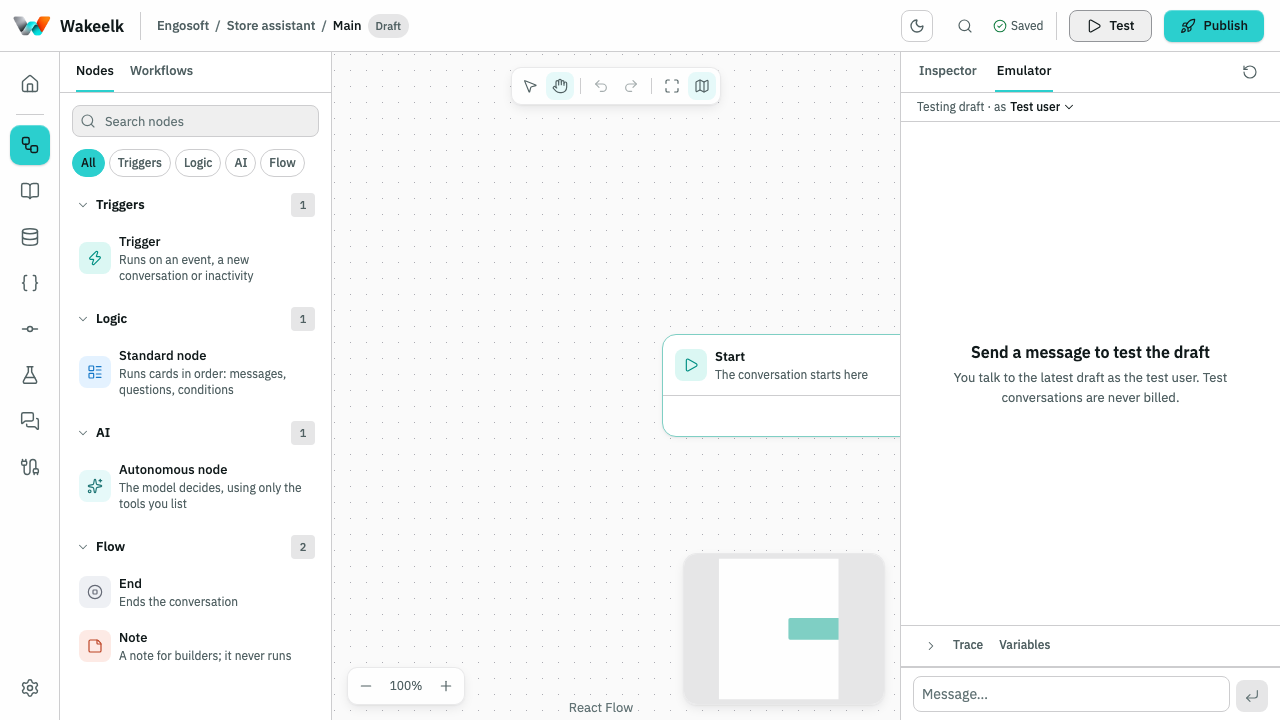 Wakeelk
Engosoft / Store assistant / Main Draft
Saved
Test
Publish
Nodes
Workflows
Search nodes
All
Triggers
Logic
AI
Flow
Triggers
1
Trigger
Runs on an event, a new
conversation or inactivity
Logic
1
Standard node
Runs cards in order: messages,
questions, conditions
AI
1
Autonomous node
The model decides, using only the
tools you list
Flow
2
End
Ends the conversation
Note
A note for builders; it never runs
Start
The conversation starts here
100%
React Flow
Inspector
Emulator
Testing draft · as Test user
Send a message to test the draft
You talk to the latest draft as the test user. Test
conversations are never billed.
Trace
Variables
Message...